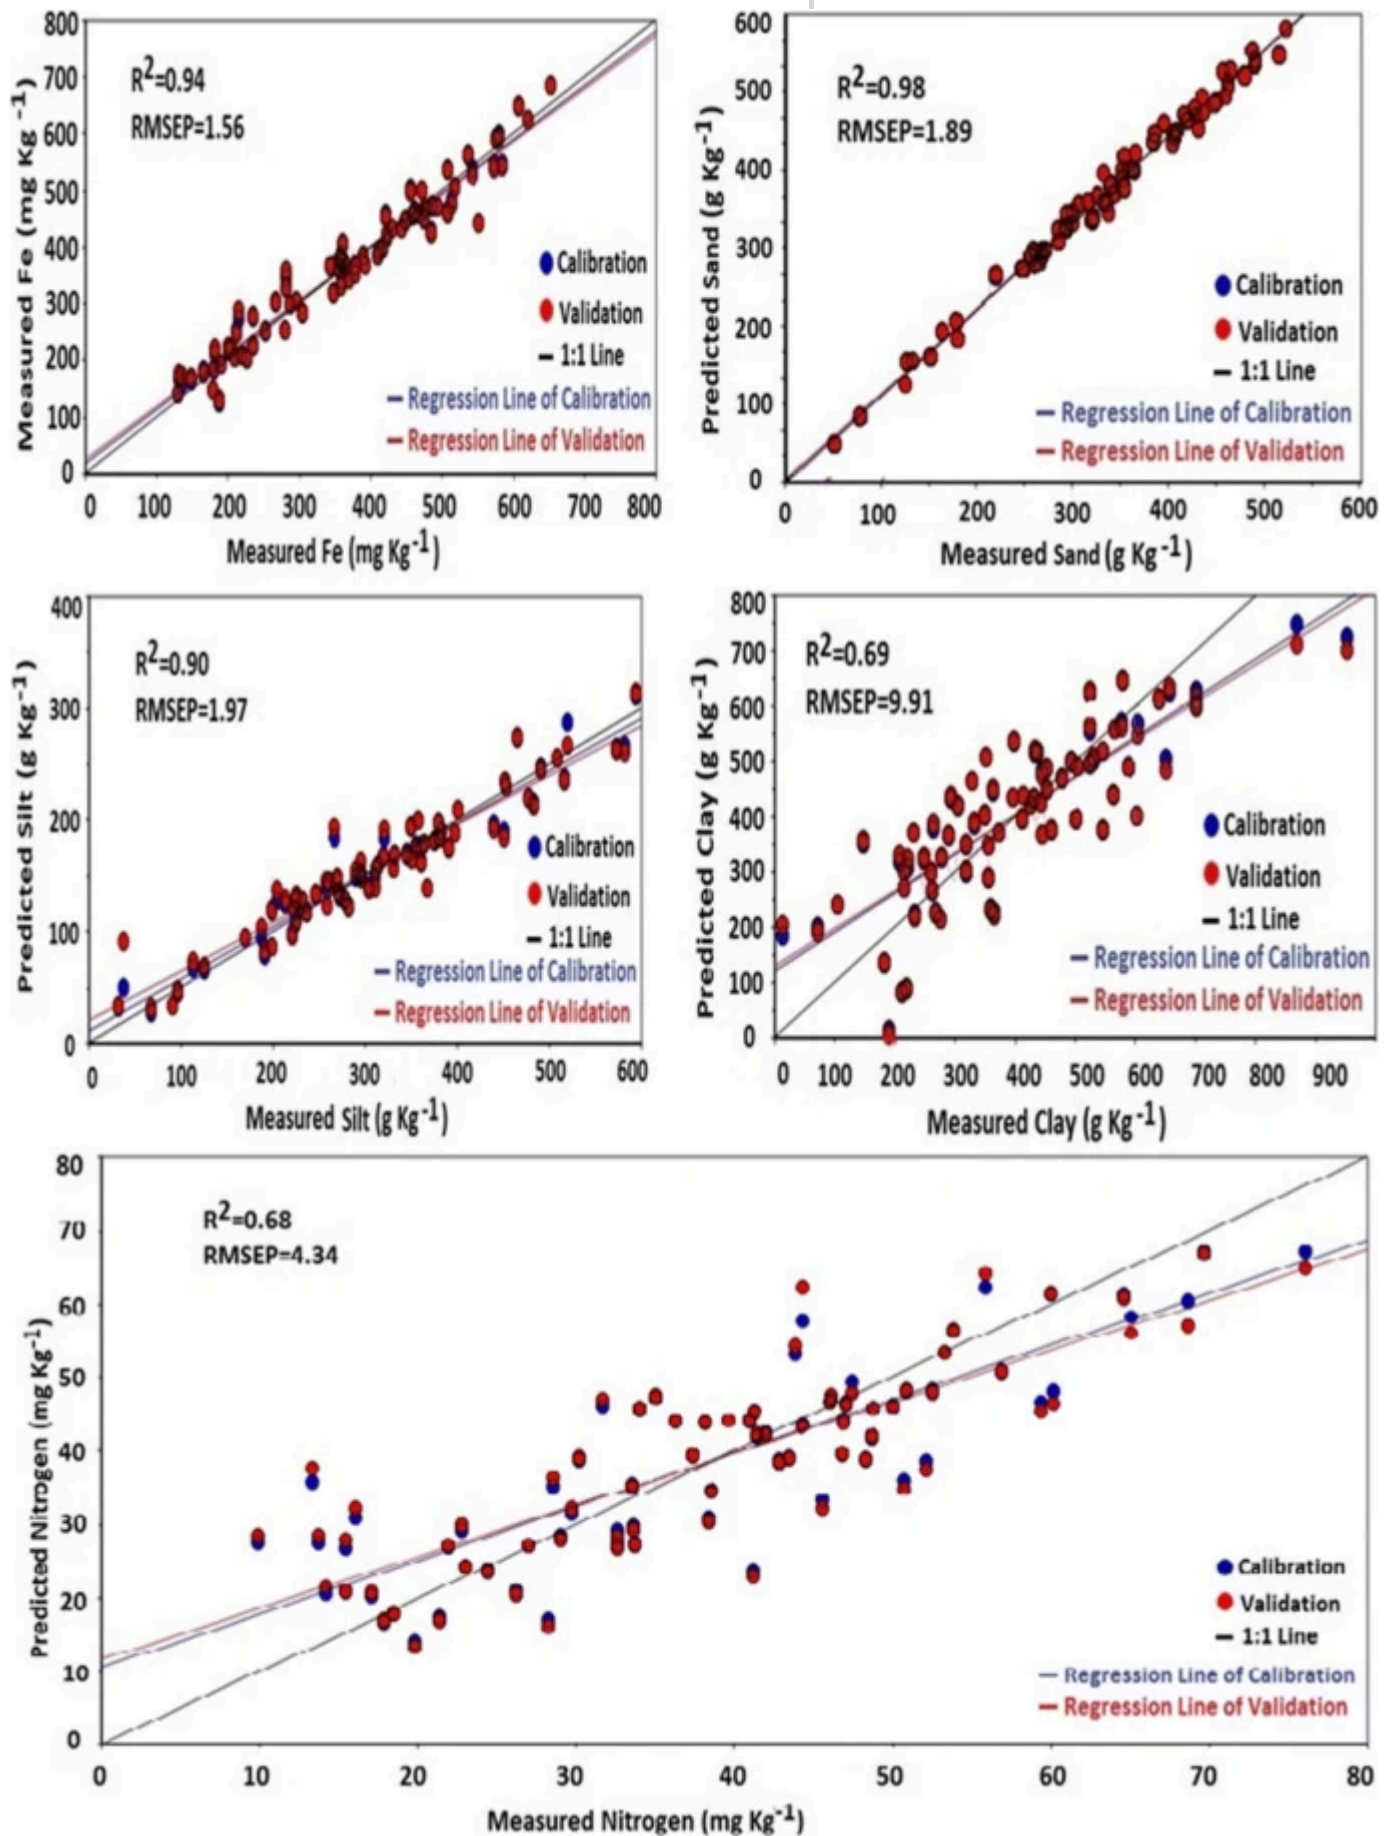 800
700
600
500
400
300
200
100
0
Measured Fe (mg Kg-1)
R2=0.94
RMSEP=1.56
Calibration
Validation
1:1 Line
Regression Line of Calibration
Regression Line of Validation
0 100 200 300 400 500 600 700 800
Measured Fe (mg Kg-1)
600
500
400
300
200
100
0
Predicted Sand (g Kg-1)
R2=0.98
RMSEP=1.89
Calibration
Validation
1:1 Line
Regression Line of Calibration
Regression Line of Validation
0 100 200 300 400 500 600
Measured Sand (g Kg-1)
400
300
200
100
0
Predicted Silt (g Kg-1)
R2=0.90
RMSEP=1.97
Calibration
Validation
1:1 Line
Regression Line of Calibration
Regression Line of Validation
0 100 200 300 400 500 600
Measured Silt (g Kg-1)
800
700
600
500
400
300
200
100
0
Predicted Clay (g Kg-1)
R2=0.69
RMSEP=9.91
Calibration
Validation
1:1 Line
Regression Line of Calibration
Regression Line of Validation
0 100 200 300 400 500 600 700 800 900
Measured Clay (g Kg-1)
80
70
60
50
40
30
20
10
0
Predicted Nitrogen (mg Kg-1)
R2=0.68
RMSEP=4.34
Calibration
Validation
1:1 Line
Regression Line of Calibration
Regression Line of Validation
0 10 20 30 40 50 60 70 80
Measured Nitrogen (mg Kg-1)